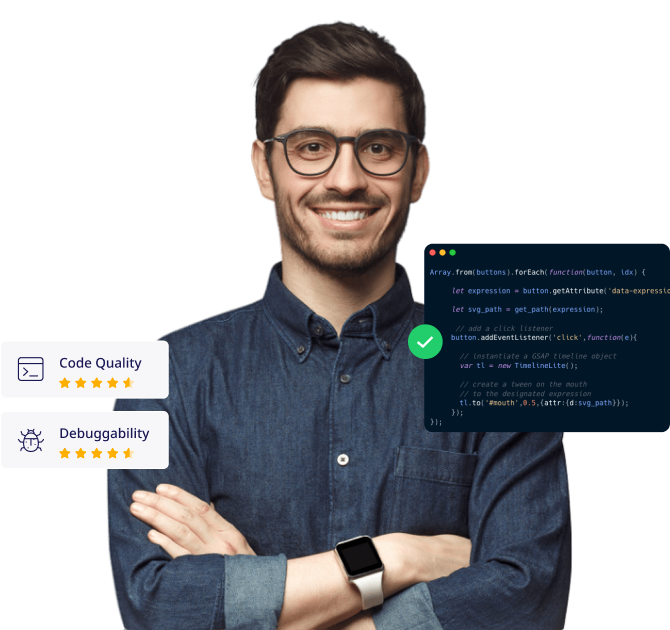 Array.from(buttons).forEach(function(button, idx) {
let expression = button.getAttribute('data-expressio
let svg_path = get_path(expression);
// add a click listener
button.addEventListener('click',function(e){
// instantiate a GSAP timeline object
var tl = new TimelineLite();
// create a tween on the mouth
// to the designated expression
tl.to('#mouth',0.5,{attr:{d:svg_path}});
});
});
Code Quality
Debuggability